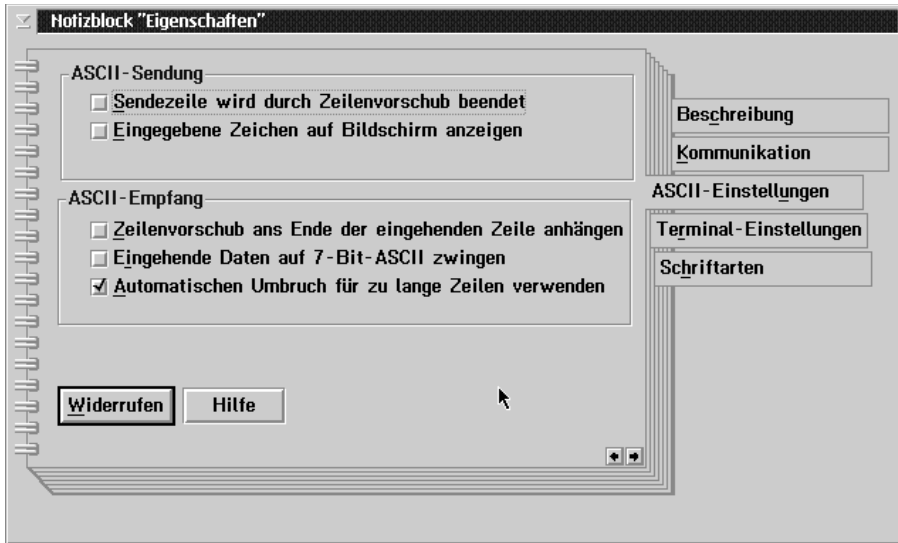 Notizblock "Eigenschaften"
ASCII-Sendung
Sendezeile wird durch Zeilenvorschub beendet
Eingegebene Zeichen auf Bildschirm anzeigen
ASCII-Empfang
Zeilenvorschub ans Ende der eingehenden Zeile anhängen
Eingehende Daten auf 7-Bit-ASCII zwingen
Automatischen Umbruch für zu lange Zeilen verwenden
Widerrufen
Hilfe
Beschreibung
Kommunikation
ASCII-Einstellungen
Terminal-Einstellungen
Schriftarten